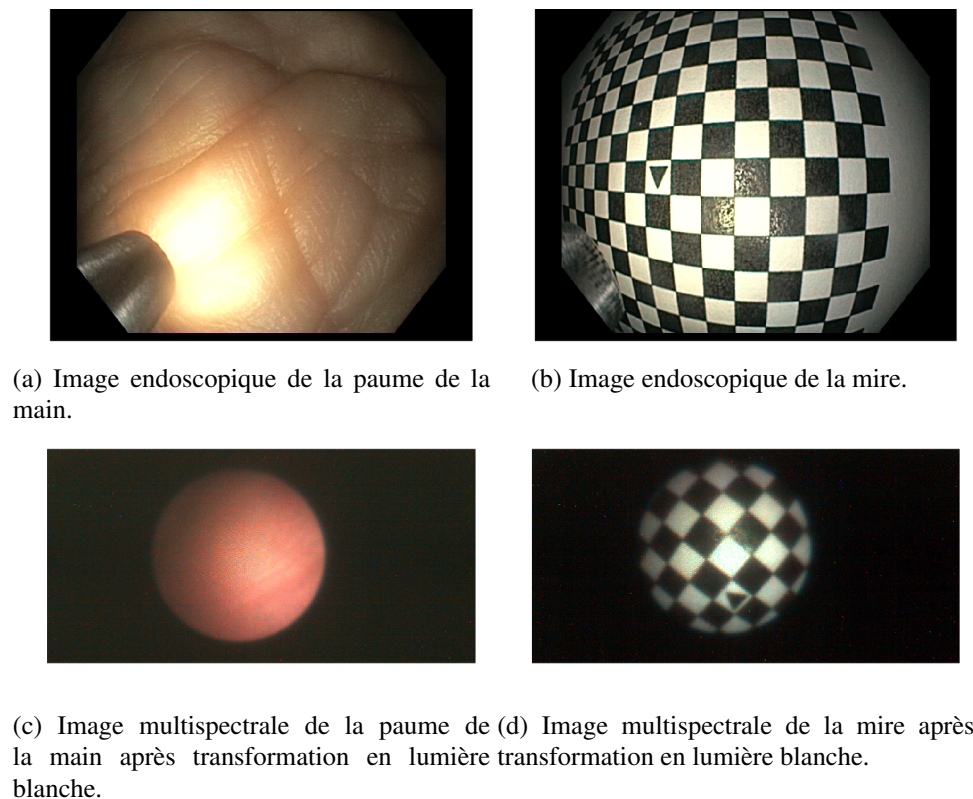 (a) Image endoscopique de la paume de la
main.
(b) Image endoscopique de la mire.
(c) Image multispectrale de la paume de
la main après transformation en lumière
blanche.
(d) Image multispectrale de la mire après
transformation en lumière blanche.